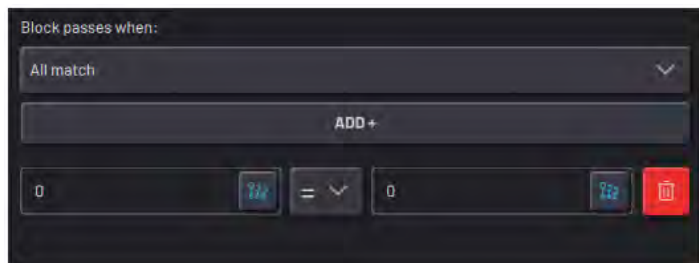 Block passes when:
All match
ADD +
0 = 0